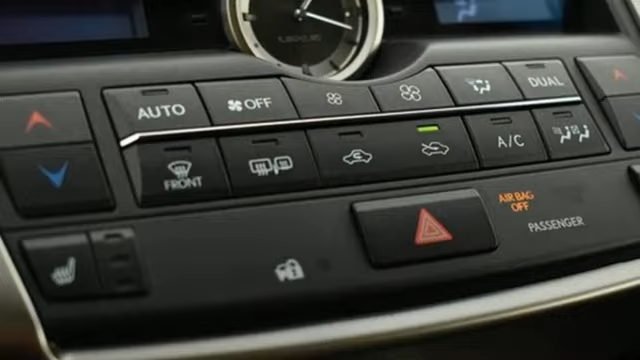 LEXUS
AUTO
OFF
DUAL
FRONT
A/C
AIR BAG
OFF
PASSENGER